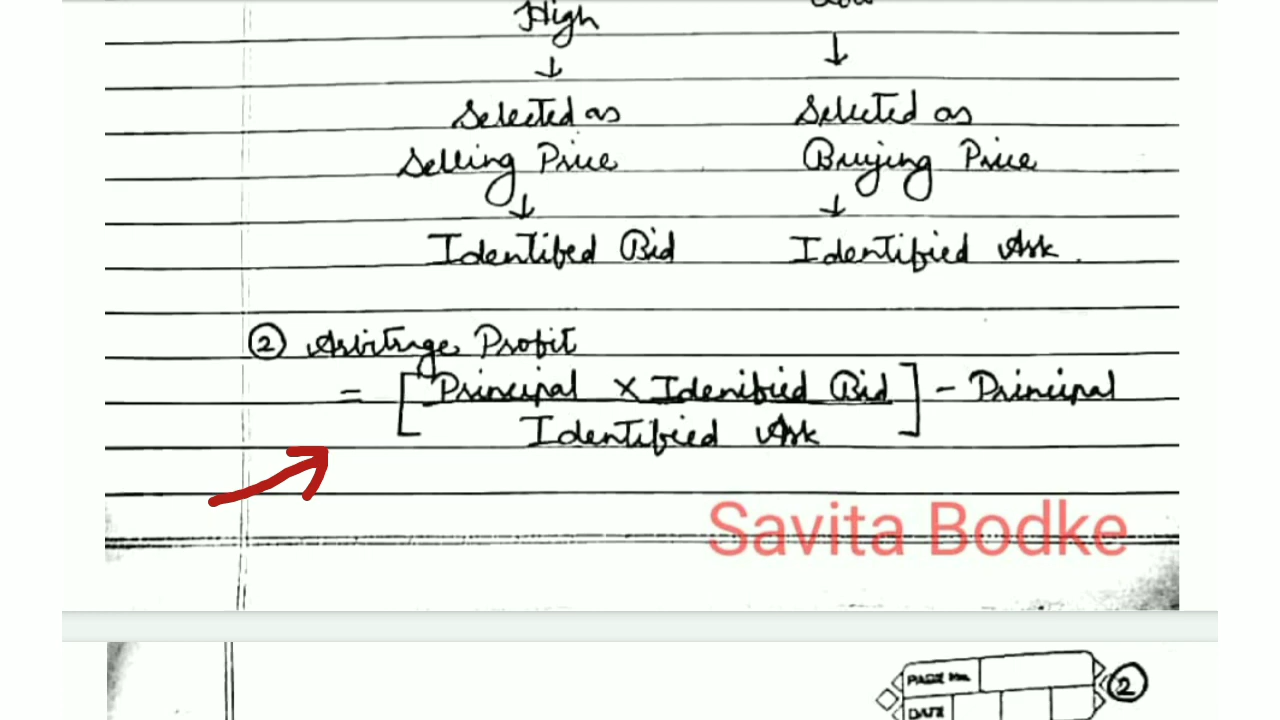 High
↓ ↓
Selected as Selected as
Selling Price Buying Price
↓ ↓
Identifed Bid Identified Ask.
② Arbitrage Profit
= [Principal × Idenified Bid] - Principal
Identified Ask
Savita Bodke
PAGE No. ②
DATE